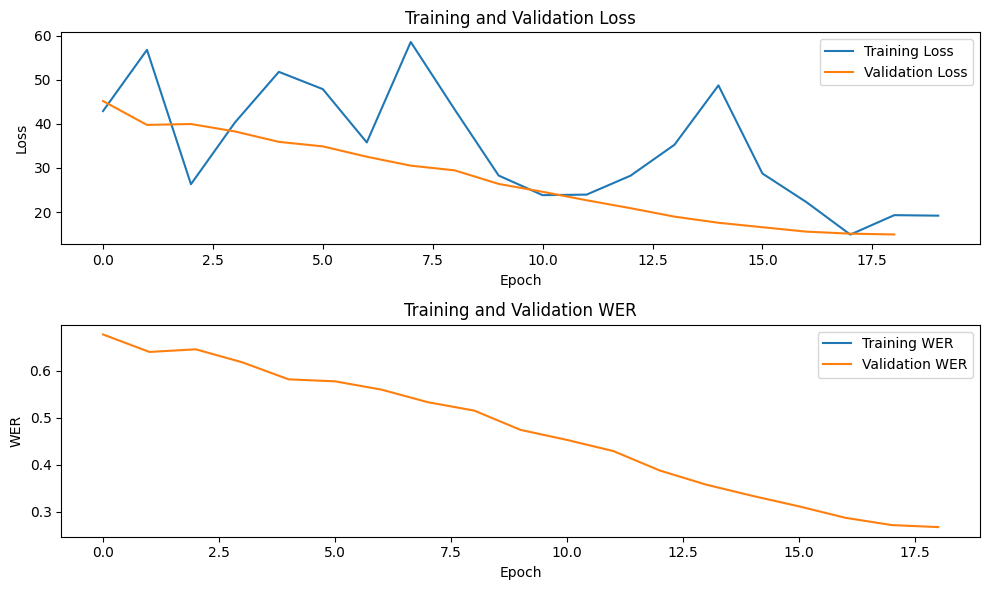 Training and Validation Loss
60
50
40
30
20
Loss
Training Loss
Validation Loss
0.0 2.5 5.0 7.5 10.0 12.5 15.0 17.5
Epoch
Training and Validation WER
0.6
0.5
0.4
0.3
WER
Training WER
Validation WER
0.0 2.5 5.0 7.5 10.0 12.5 15.0 17.5
Epoch